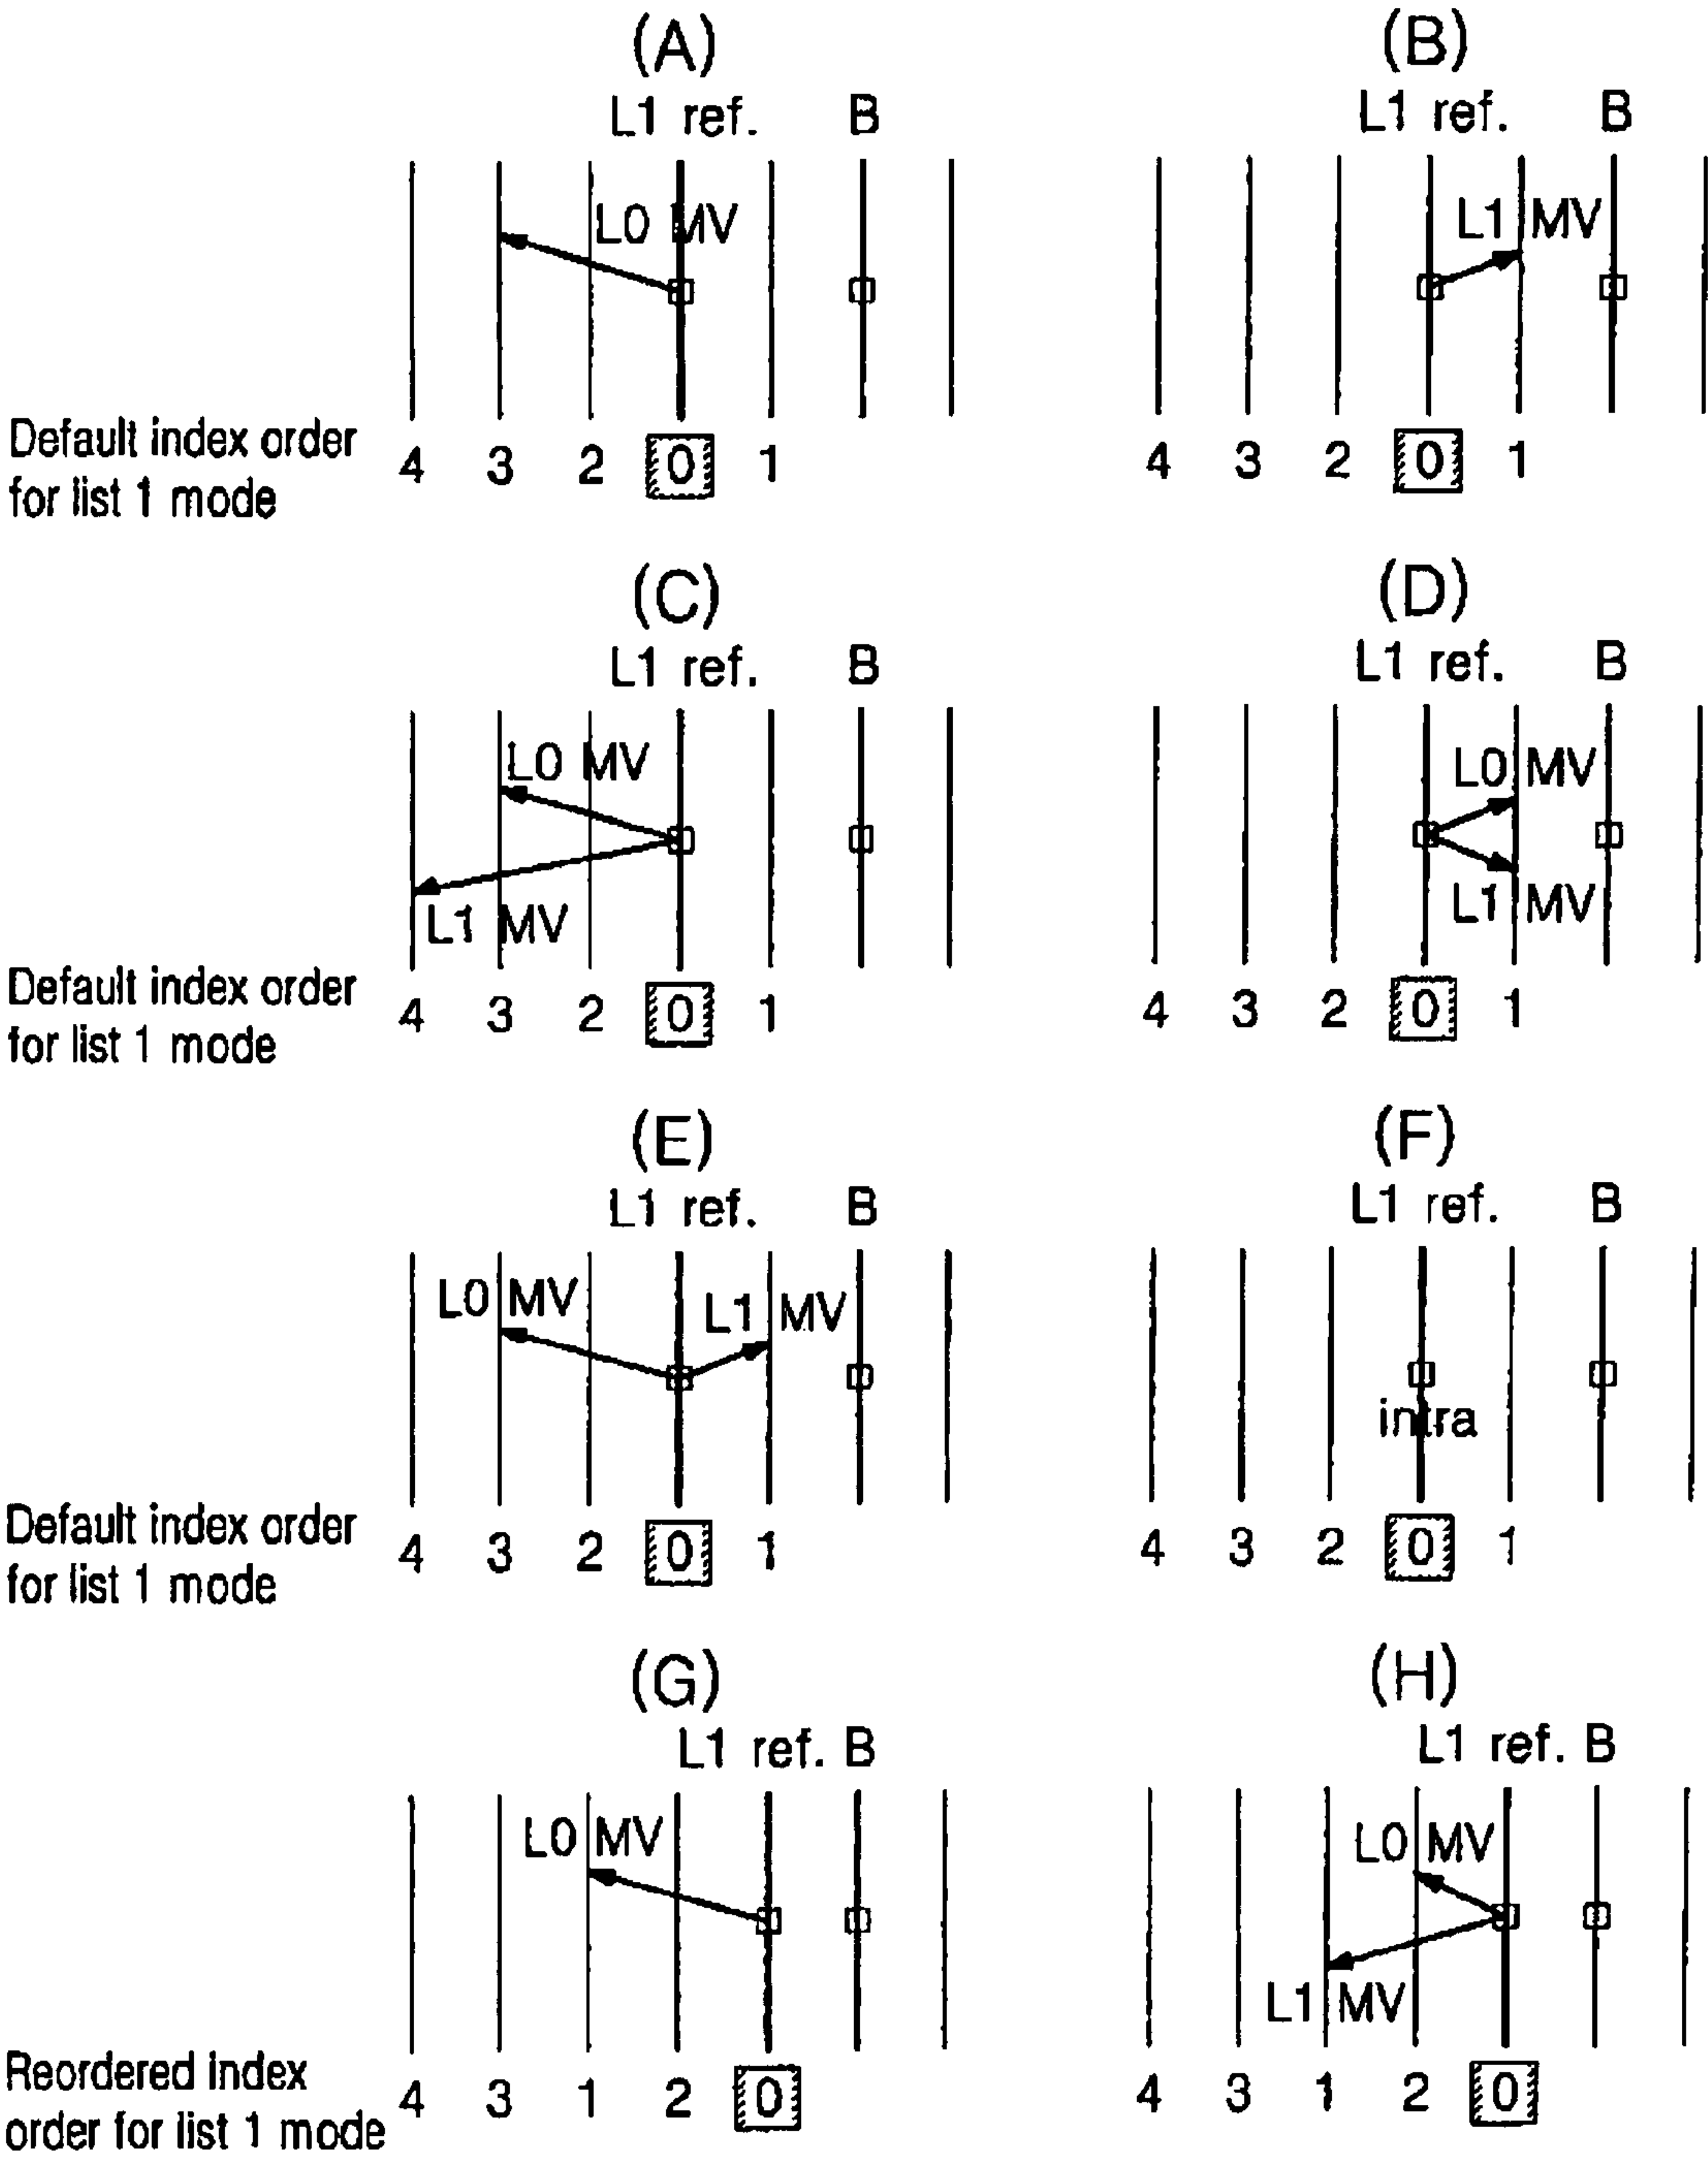 (A) (B)
L1 ref. B L1 ref. B
L0 MV L1 MV
Default index order
for list 1 mode
4 3 2 0 1 4 3 2 0 1
(C) (D)
L1 ref. B L1 ref. B
L0 MV L0 MV
L1 MV L1 MV
Default index order
for list 1 mode
4 3 2 0 1 4 3 2 0 1
(E) (F)
L1 ref. B L1 ref. B
L0 MV L1 MV
intra
Default index order
for list 1 mode
4 3 2 0 1 4 3 2 0 1
(G) (H)
L1 ref. B L1 ref. B
L0 MV L0 MV
L1 MV
Reordered index
order for list 1 mode
4 3 1 2 0 4 3 1 2 0